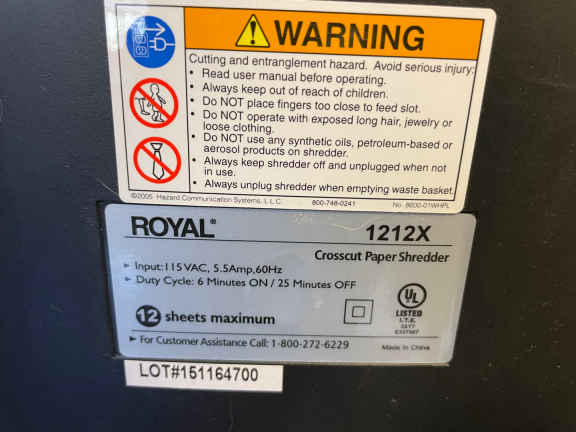 WARNING
Cutting and entranglement hazard. Avoid serious injury:
• Read user manual before operating.
• Always keep out of reach of children.
• Do NOT place fingers too close to feed slot.
• Do NOT operate with exposed long hair, jewelry or
loose clothing.
• Do NOT use any synthetic oils, petroleum-based or
aerosol products on shredder.
• Always keep shredder off and unplugged when not
in use.
• Always unplug shredder when emptying waste basket.
©2005 Hazard Communication Systems, L.L.C. 800-748-0241 No. 8600-01WHPL
ROYAL® 1212X
Crosscut Paper Shredder
► Input: 115 VAC, 5.5Amp, 60Hz
► Duty Cycle: 6 Minutes ON / 25 Minutes OFF
12 sheets maximum
UL
LISTED
I.T.E.
► For Customer Assistance Call: 1-800-272-6229
Made in China
LOT#151164700